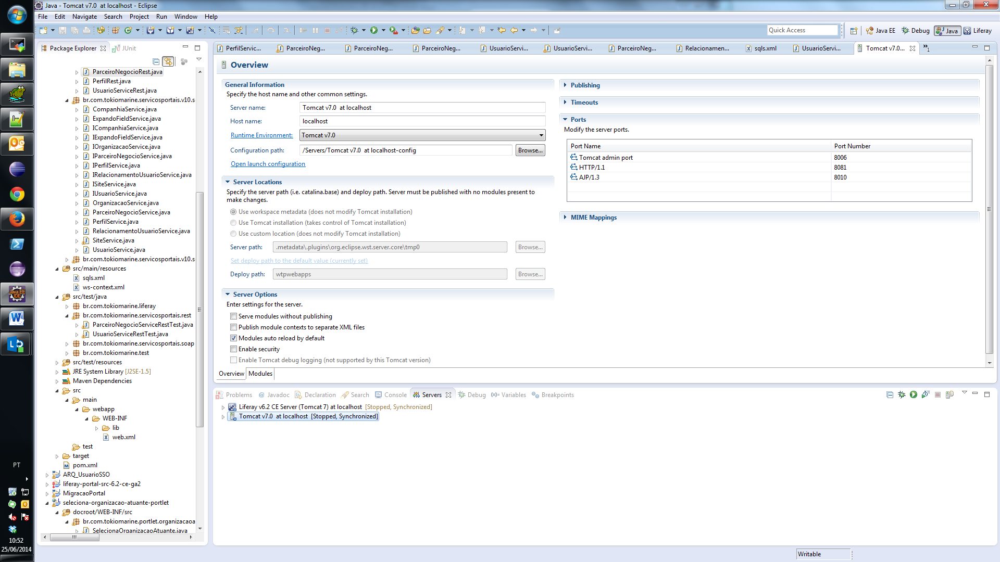 Java - Tomcat v7.0  at localhost - Eclipse
File Edit Navigate Search Project Run Window Help
Quick Access
Java EE Debug Java Liferay
Package Explorer JUnit
ParceiroNegocioRest.java
PerfilRest.java
UsuarioServiceRest.java
br.com.tokiomarine.servicosportais.v10.s
CompanhiaService.java
ExpandoFieldService.java
ICompanhiaService.java
IExpandoFieldService.java
IOrganizacaoService.java
IParceiroNegocioService.java
IPerfilService.java
IRelacionamentoUsuarioService.java
ISiteService.java
IUsuarioService.java
OrganizacaoService.java
ParceiroNegocioService.java
PerfilService.java
RelacionamentoUsuarioService.java
SiteService.java
UsuarioService.java
br.com.tokiomarine.servicosportais.v10.s
src/main/resources
sqls.xml
ws-context.xml
src/test/java
br.com.tokiomarine.liferay
br.com.tokiomarine.servicosportais.rest
ParceiroNegocioServiceRestTest.java
UsuarioServiceRestTest.java
br.com.tokiomarine.servicosportais.soap
br.com.tokiomarine.test
src/test/resources
JRE System Library [J2SE-1.5]
Maven Dependencies
src
main
webapp
WEB-INF
lib
web.xml
test
target
pom.xml
ARQ_UsuarioSSO
liferay-portal-src-6.2-ce-ga2
MigracaoPortal
seleciona-organizacao-atuante-portlet
docroot/WEB-INF/src
br.com.tokiomarine.portlet.organizacaoa
SelecionaOrganizacaoAtuante.java
PerfilServic... ParceiroNeg... ParceiroNeg... ParceiroNeg... UsuarioServi... UsuarioServi... ParceiroNeg... Relacionamen... sqls.xml UsuarioServi... Tomcat v7.0... »1
Overview
General Information
Specify the host name and other common settings.
Server name: Tomcat v7.0  at localhost
Host name: localhost
Runtime Environment: Tomcat v7.0
Configuration path: /Servers/Tomcat v7.0  at localhost-config Browse...
Open launch configuration
Server Locations
Specify the server path (i.e. catalina.base) and deploy path. Server must be published with no modules present to
make changes.
Use workspace metadata (does not modify Tomcat installation)
Use Tomcat installation (takes control of Tomcat installation)
Use custom location (does not modify Tomcat installation)
Server path: .metadata\.plugins\org.eclipse.wst.server.core\tmp0 Browse...
Set deploy path to the default value (currently set)
Deploy path: wtpwebapps Browse...
Server Options
Enter settings for the server.
Serve modules without publishing
Publish module contexts to separate XML files
Modules auto reload by default
Enable security
Enable Tomcat debug logging (not supported by this Tomcat version)
Overview Modules
Publishing
Timeouts
Ports
Modify the server ports.
Port Name Port Number
Tomcat admin port 8006
HTTP/1.1 8081
AJP/1.3 8010
MIME Mappings
Problems @ Javadoc Declaration Search Console Servers Debug (x)= Variables Breakpoints
Liferay v6.2 CE Server (Tomcat 7) at localhost [Stopped, Synchronized]
Tomcat v7.0  at localhost [Stopped, Synchronized]
Writable
Java EE
IDE
PT
10:52
25/06/2014